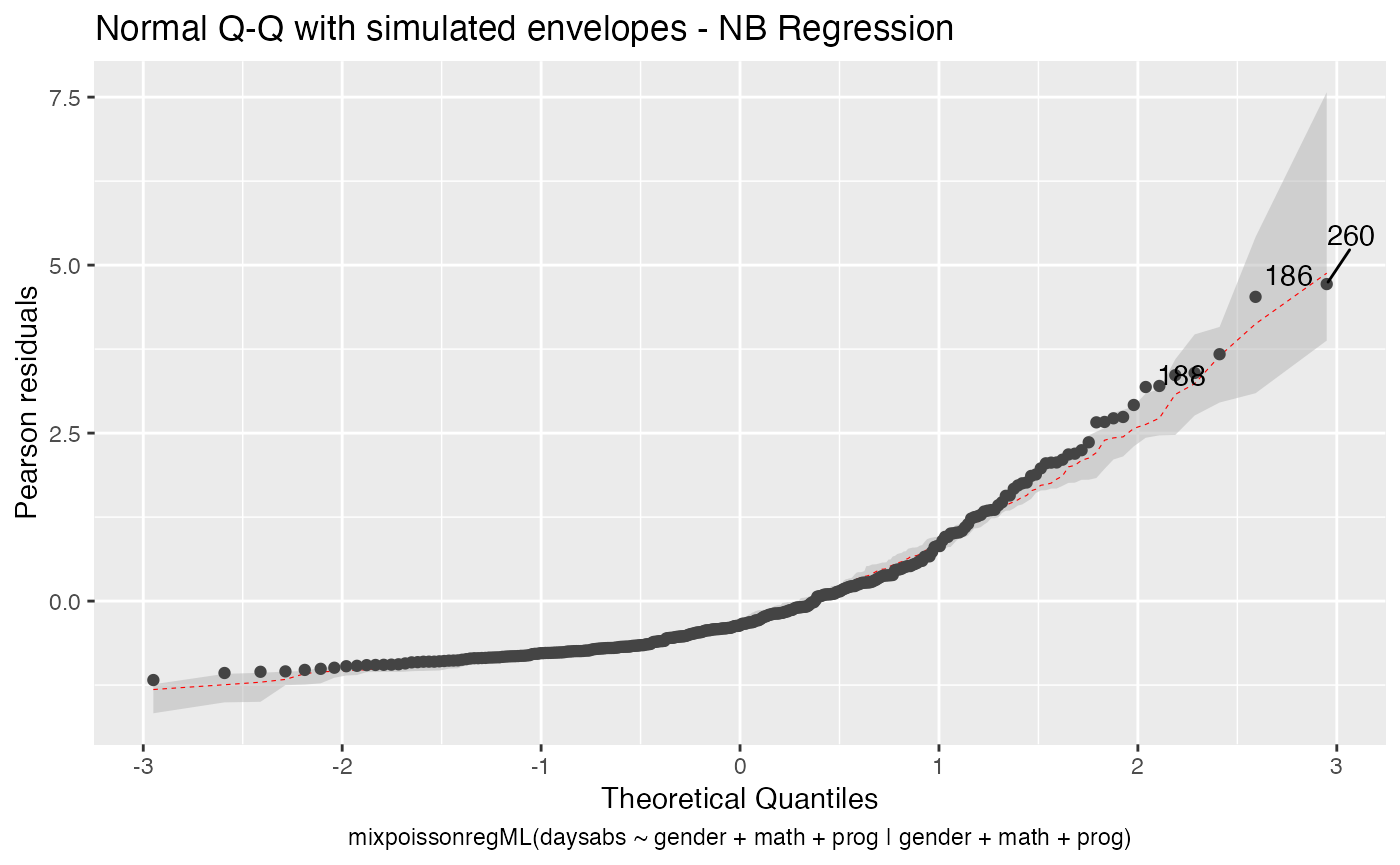 Normal Q-Q with simulated envelopes - NB Regression
7.5
5.0
2.5
0.0
Pearson residuals
260
186
188
-3 -2 -1 0 1 2 3
Theoretical Quantiles
mixpoissonregML(daysabs ~ gender + math + prog | gender + math + prog)